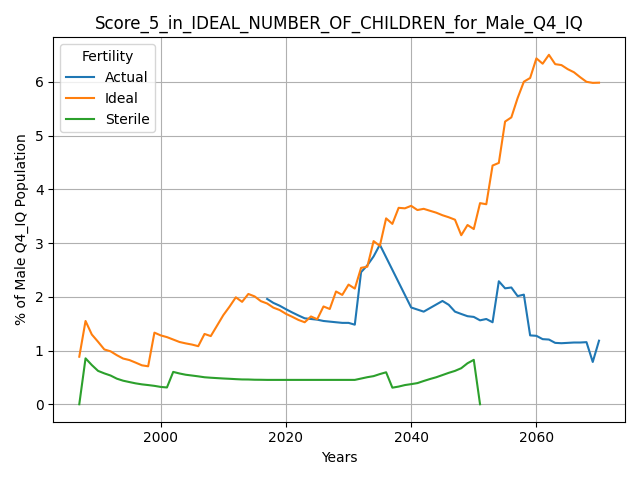 Score_5_in_IDEAL_NUMBER_OF_CHILDREN_for_Male_Q4_IQ
Fertility
Actual
Ideal
Sterile
% of Male Q4_IQ Population
6
5
4
3
2
1
0
2000 2020 2040 2060
Years